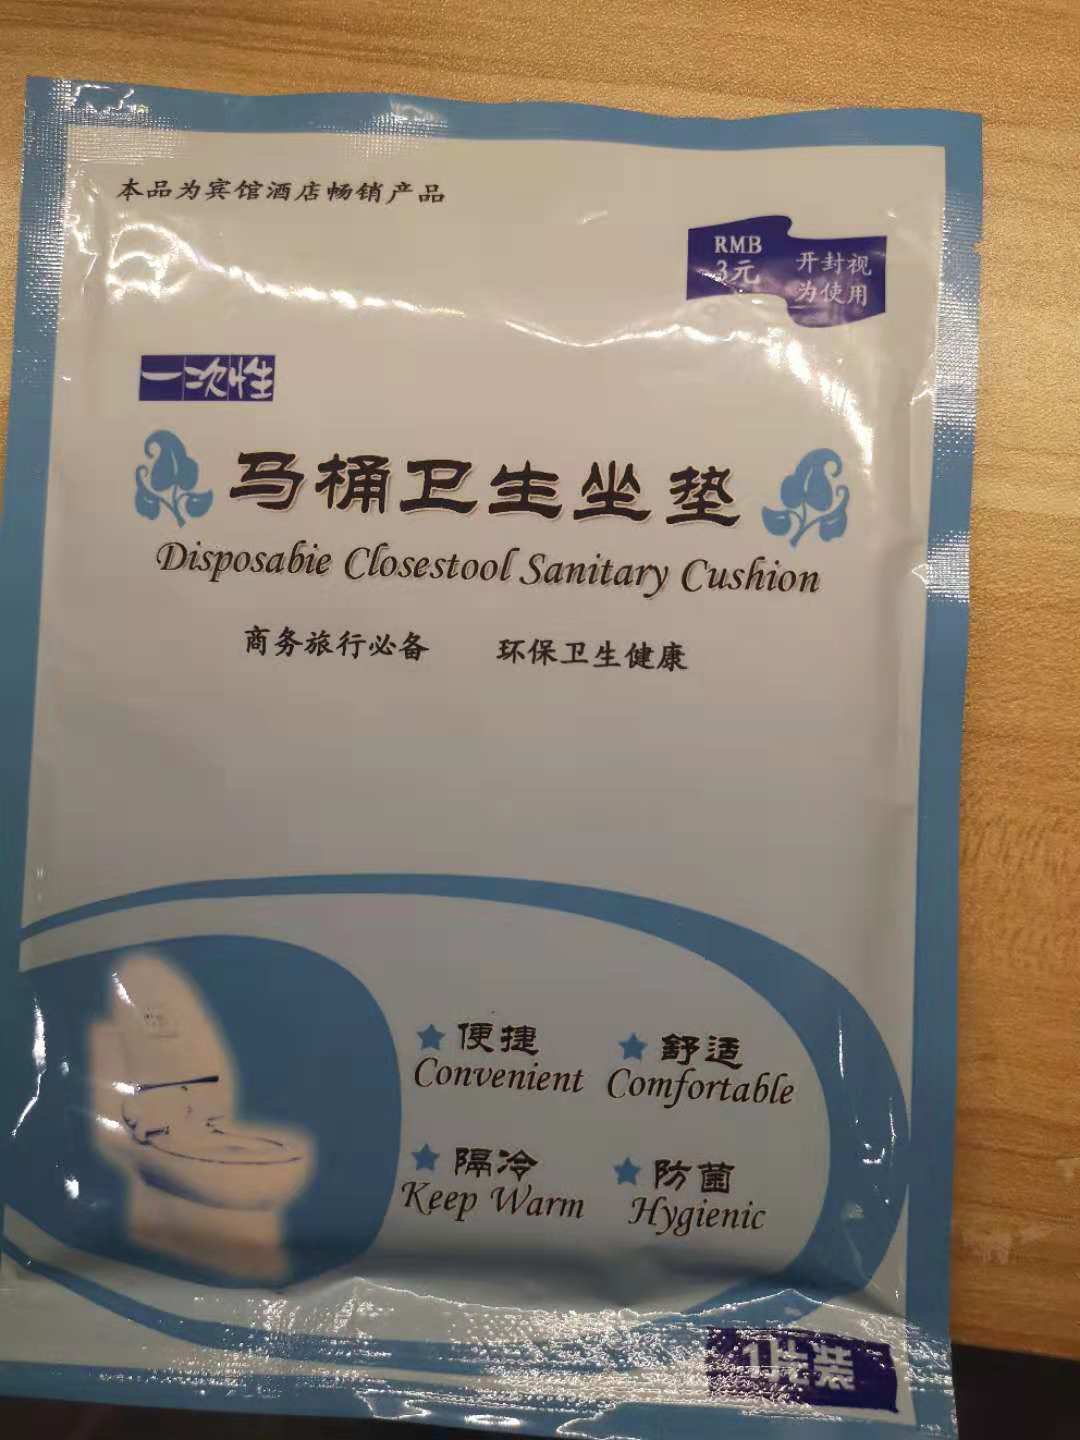 本品为宾馆酒店畅销产品
RMB
3元
开封视
为使用
一次性
马桶卫生坐垫
Disposabie Closestool Sanitary Cushion
商务旅行必备 环保卫生健康
便捷
Convenient
舒适
Comfortable
隔冷
Keep Warm
防菌
Hygienic
1片装